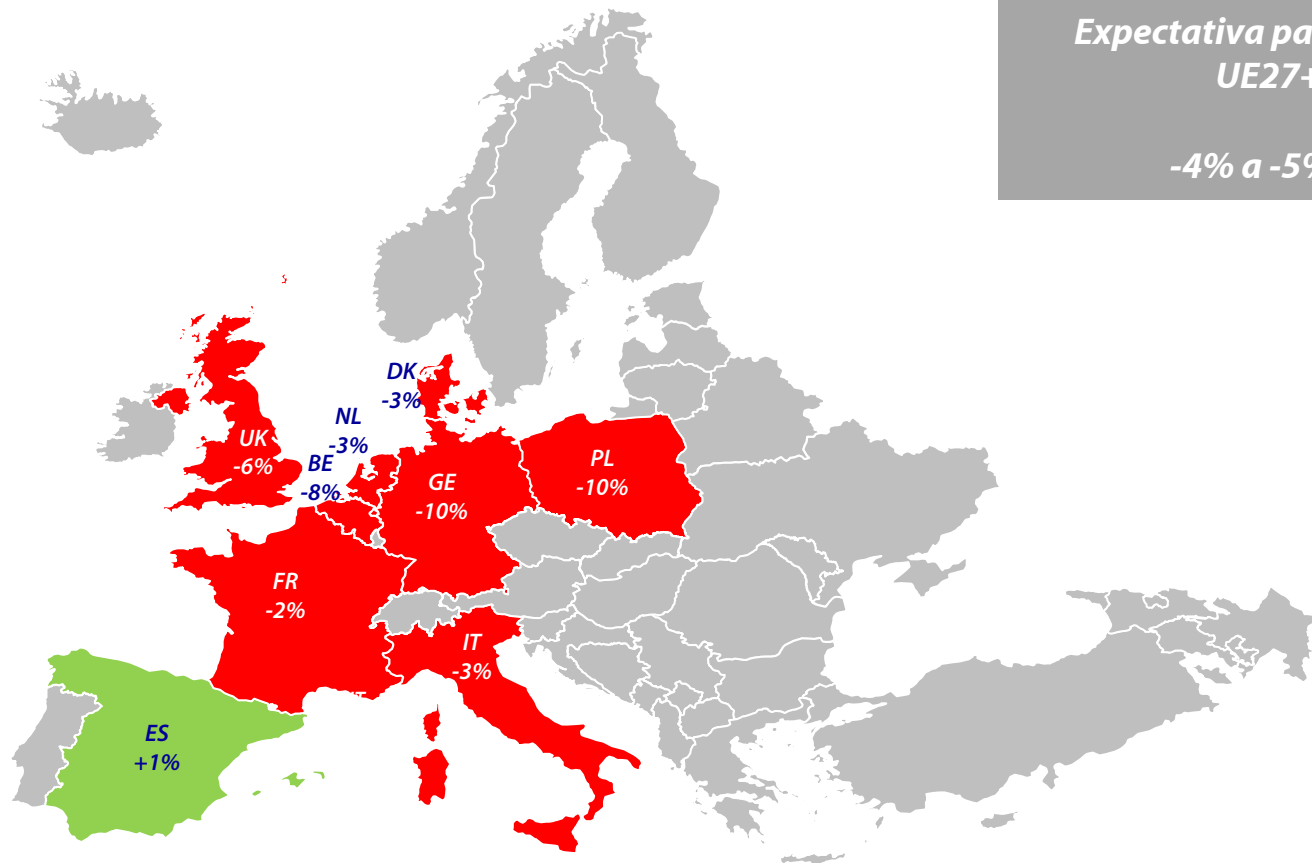 Expectativa pa
UE27+
-4% a -5%
DK
-3%
NL
-3%
UK
-6%
BE
-8%
PL
-10%
GE
-10%
FR
-2%
IT
-3%
ES
+1%